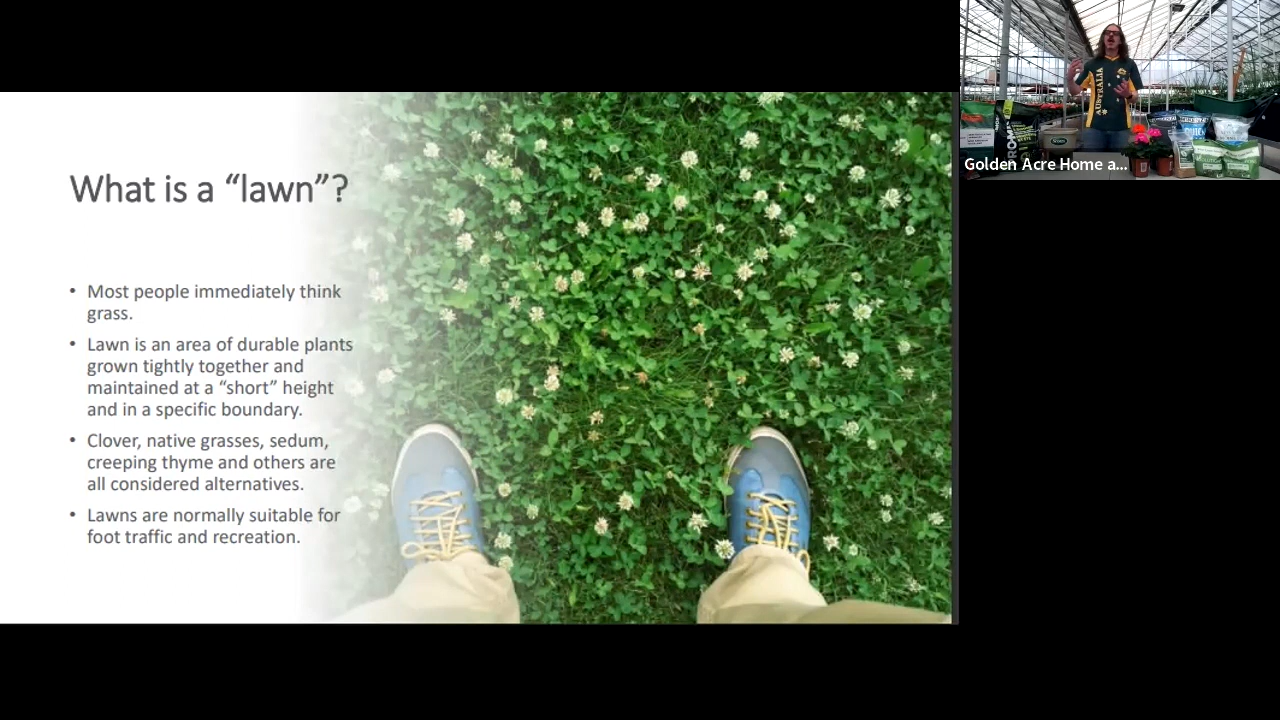 What is a “lawn”?
• Most people immediately think
grass.
• Lawn is an area of durable plants
grown tightly together and
maintained at a “short” height
and in a specific boundary.
• Clover, native grasses, sedum,
creeping thyme and others are
all considered alternatives.
• Lawns are normally suitable for
foot traffic and recreation.
AUSTRALIA
Scotts
Golden Acre Home a...